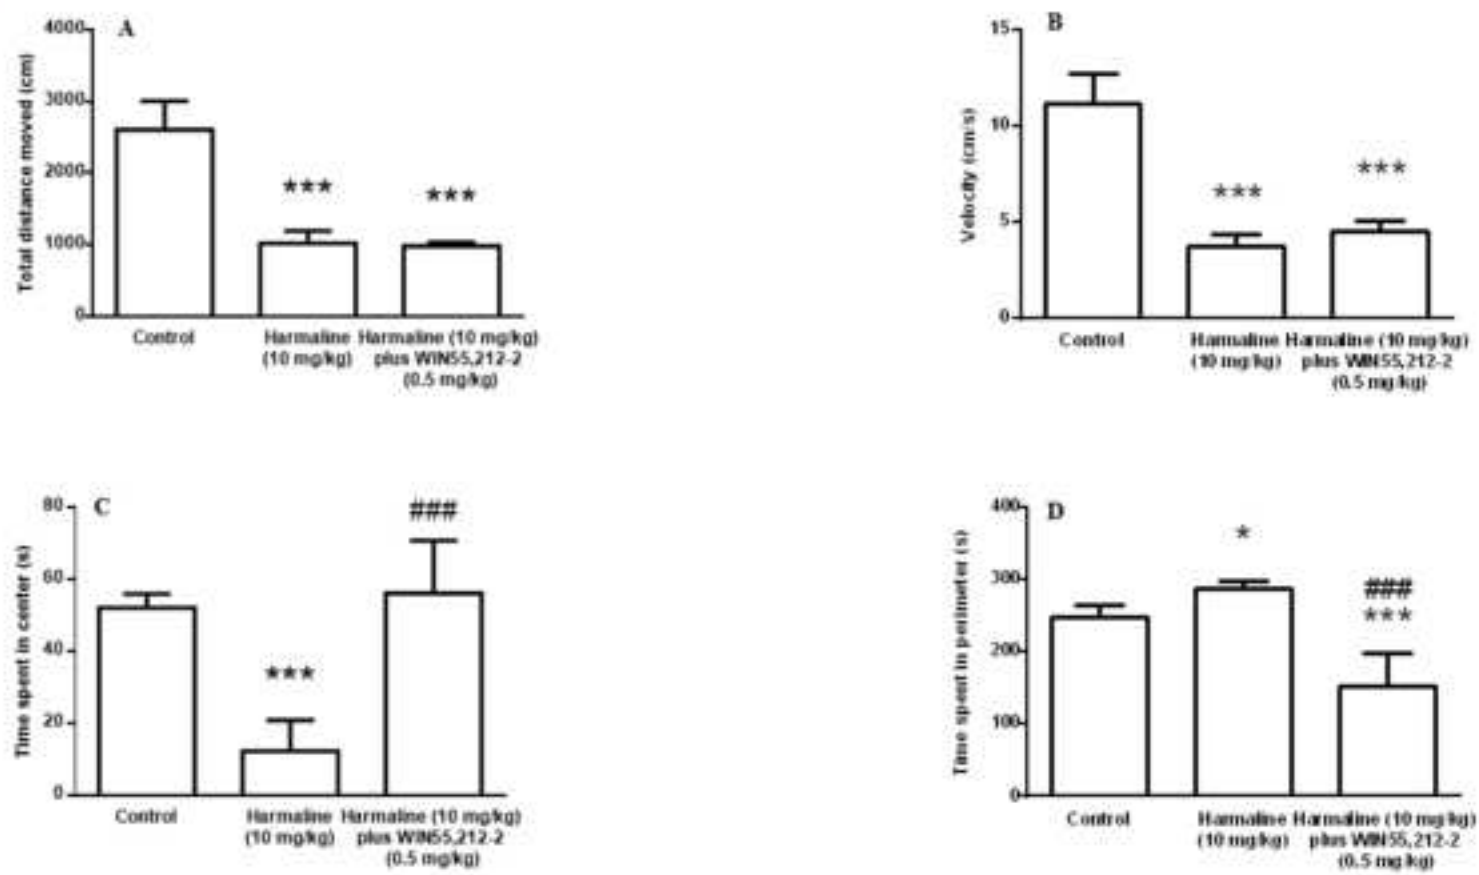 A
Total distance moved (cm)
4000
3000
2000
1000
0
***
***
Control
Harmaline
(10 mg/kg)
Harmaline (10 mg/kg)
plus WIN55,212-2
(0.5 mg/kg)
B
Velocity (cm/s)
15
10
5
0
***
***
Control
Harmaline
(10 mg/kg)
Harmaline (10 mg/kg)
plus WIN55,212-2
(0.5 mg/kg)
C
Time spent in center (s)
80
60
40
20
0
***
###
Control
Harmaline
(10 mg/kg)
Harmaline (10 mg/kg)
plus WIN55,212-2
(0.5 mg/kg)
D
Time spent in perimeter (s)
400
300
200
100
0
*
###
***
Control
Harmaline
(10 mg/kg)
Harmaline (10 mg/kg)
plus WIN55,212-2
(0.5 mg/kg)